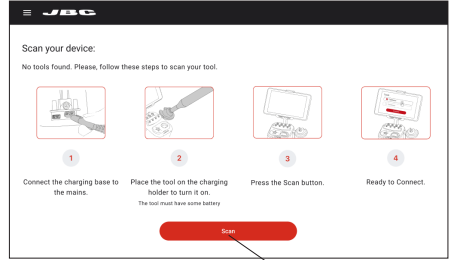 JBC
Scan your device:
No tools found. Please, follow these steps to scan your tool.
1
2
3
4
Connect the charging base to
the mains.
Place the tool on the charging
holder to turn it on.
The tool must have some battery
Press the Scan button.
Ready to Connect.
Scan